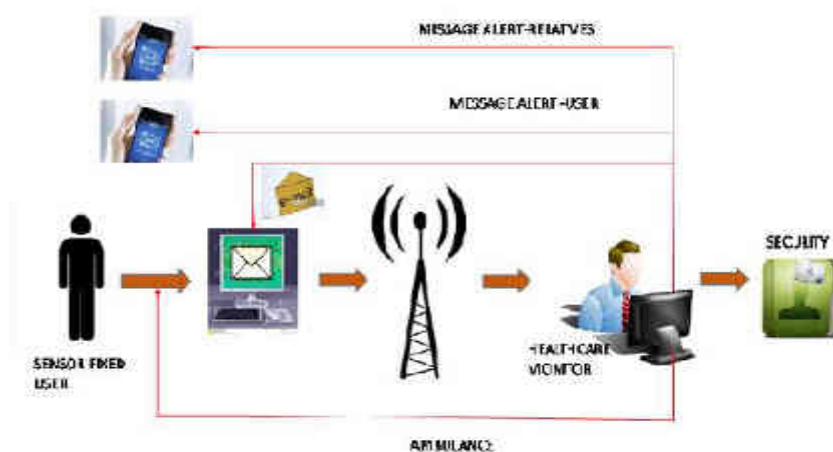 MESSAGE ALERT-RELATIVES
MESSAGE ALERT-USER
SECURITY
SENSOR FIXED
USER
HEALTHCARE
MONITOR
AMBULANCE